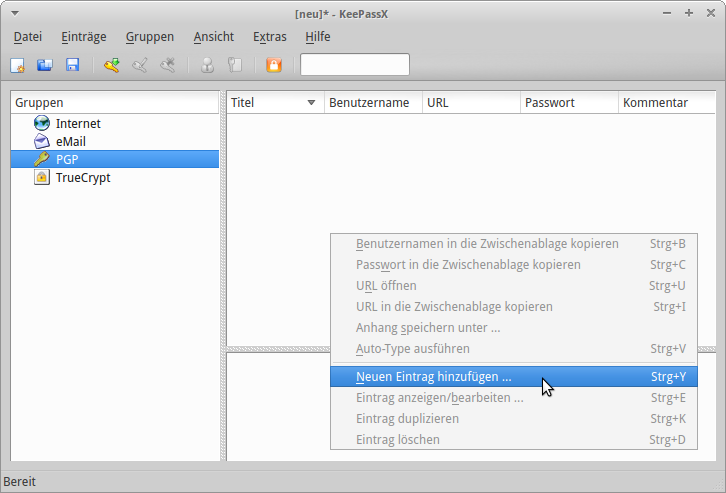 [neu]* - KeePassX
Datei Einträge Gruppen Ansicht Extras Hilfe
Gruppen
Internet
eMail
PGP
TrueCrypt
Titel Benutzername URL Passwort Kommentar
Benutzernamen in die Zwischenablage kopieren Strg+B
Passwort in die Zwischenablage kopieren Strg+C
URL öffnen Strg+U
URL in die Zwischenablage kopieren Strg+I
Anhang speichern unter ...
Auto-Type ausführen Strg+V
Neuen Eintrag hinzufügen ... Strg+Y
Eintrag anzeigen/bearbeiten ... Strg+E
Eintrag duplizieren Strg+K
Eintrag löschen Strg+D
Bereit